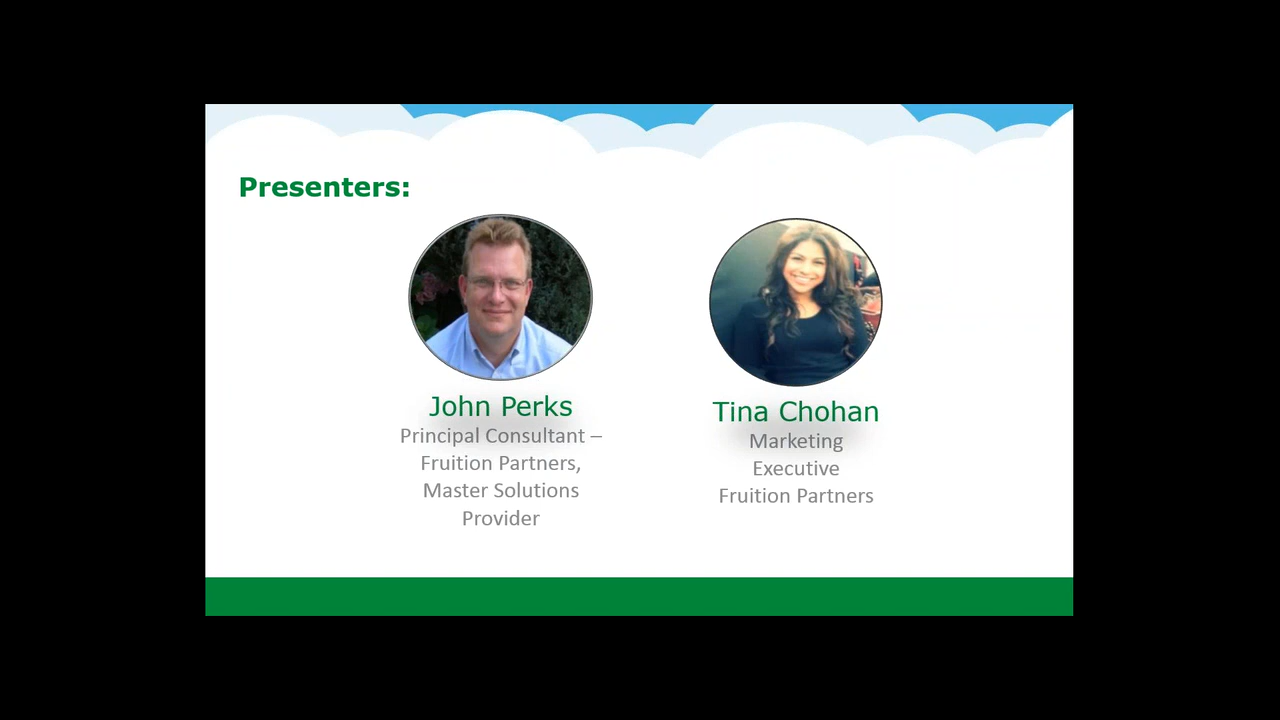 Presenters:
John Perks
Principal Consultant –
Fruition Partners,
Master Solutions
Provider
Tina Chohan
Marketing
Executive
Fruition Partners